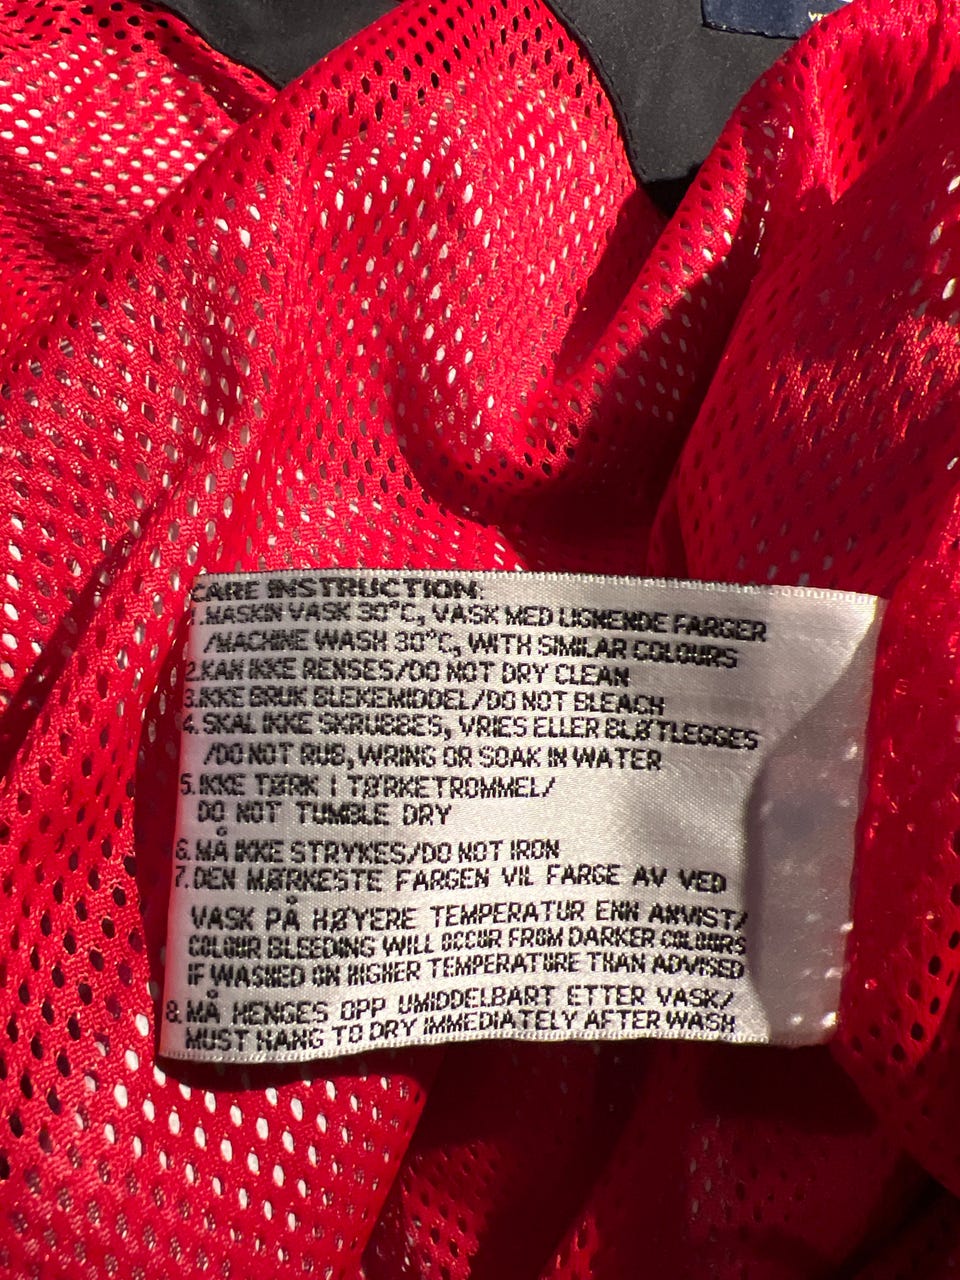 CARE INSTRUCTION:
1.MASKIN VASK 30°C, VASK MED LIGNENDE FARGER
/MACHINE WASH 30°C, WITH SIMILAR COLOURS
2.KAN IKKE RENSES/DO NOT DRY CLEAN
3.IKKE BRUK BLEKEMIDDEL/DO NOT BLEACH
4. SKAL IKKE SKRUBBES, VRIES ELLER BLØTLEGGES
/DO NOT RUB, WRING OR SOAK IN WATER
5.IKKE TØRK I TØRKETROMMEL/
DO NOT TUMBLE DRY
6.MÅ IKKE STRYKES/DO NOT IRON
7.DEN MØRKESTE FARGEN VIL FARGE AV VED
VASK PÅ HØYERE TEMPERATUR ENN ANVIST/
COLOUR BLEEDING WILL OCCUR FROM DARKER COLOURS
IF WASHED ON HIGHER TEMPERATURE THAN ADVISED
8.MÅ HENGES OPP UMIDDELBART ETTER VASK/
MUST HANG TO DRY IMMEDIATELY AFTER WASH